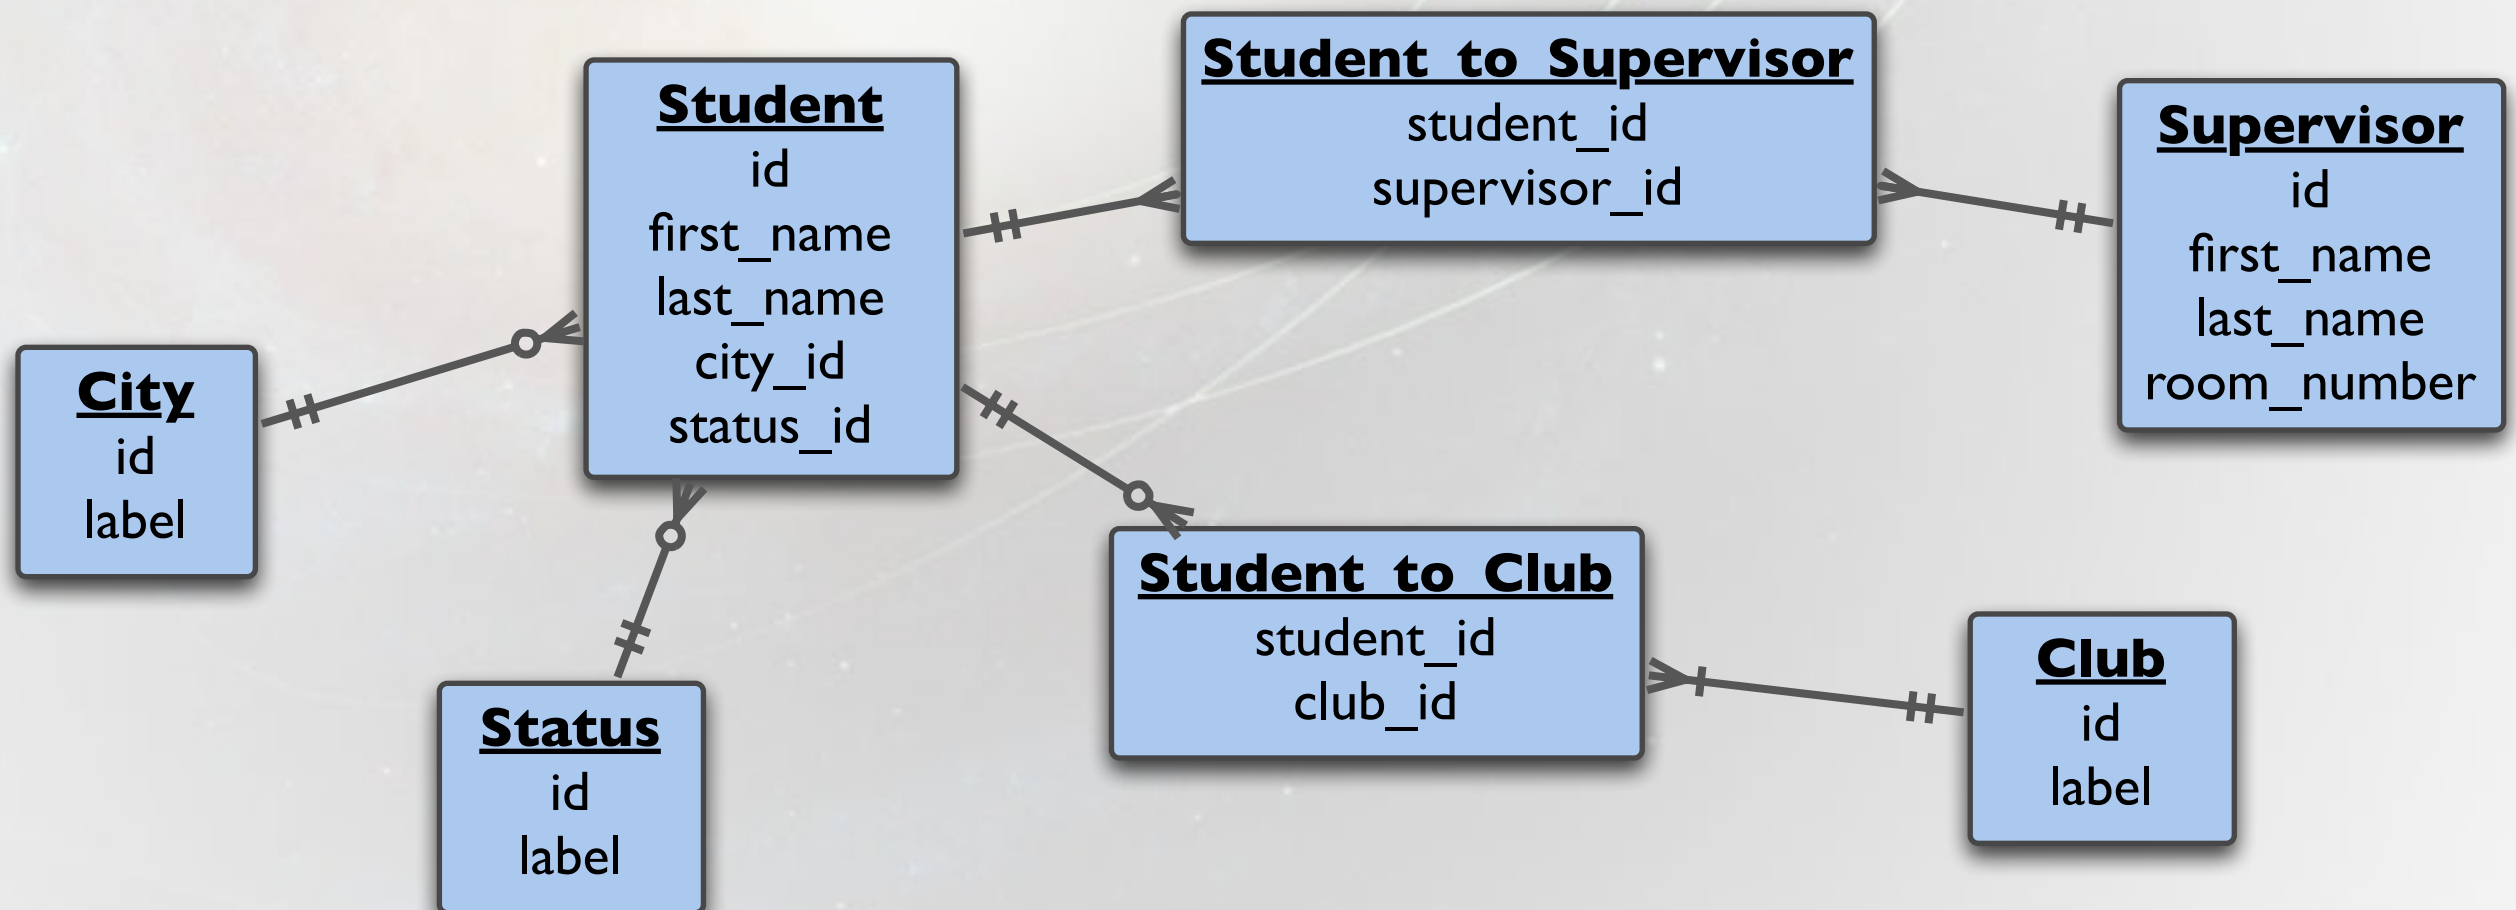 Student
id
first_name
last_name
city_id
status_id
Student_to_Supervisor
student_id
supervisor_id
Supervisor
id
first_name
last_name
room_number
City
id
label
Status
id
label
Student_to_Club
student_id
club_id
Club
id
label